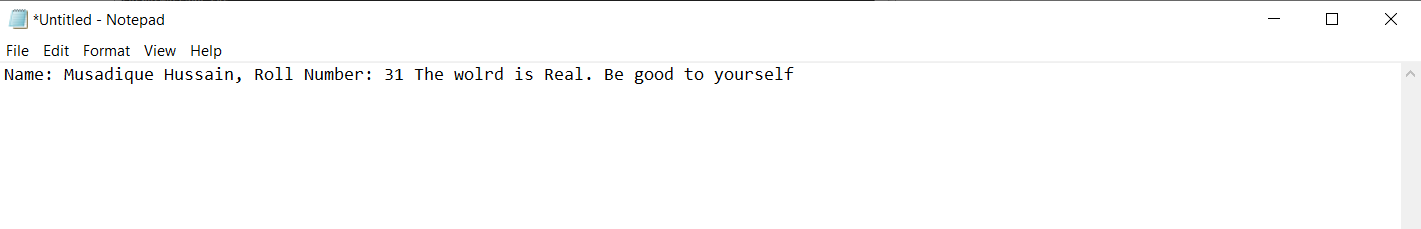 *Untitled - Notepad
File Edit Format View Help
Name: Musadique Hussain, Roll Number: 31 The wolrd is Real. Be good to yourself